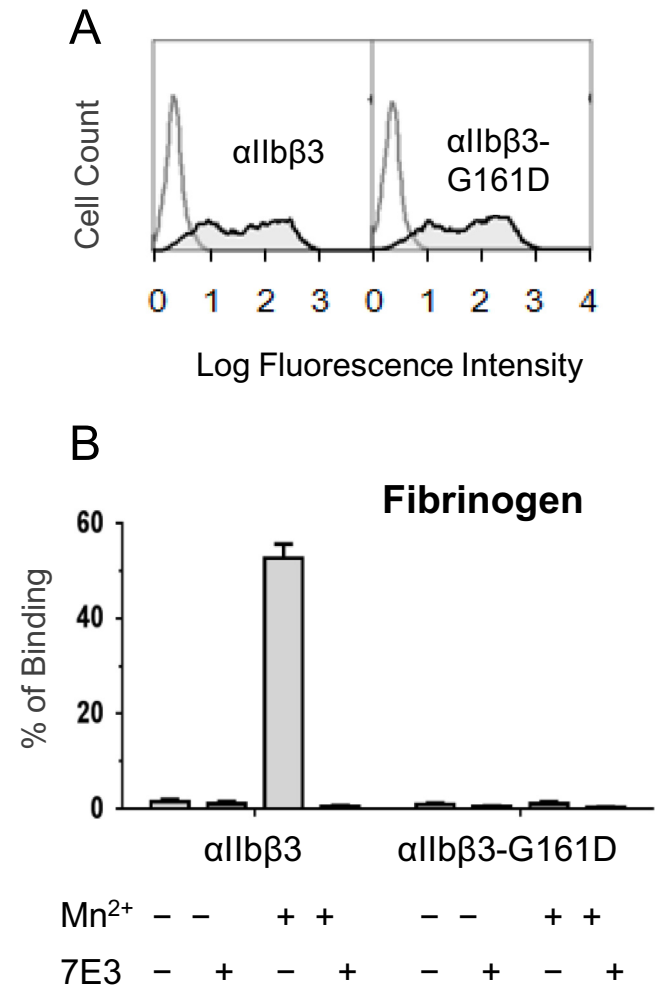 A
Cell Count
αIIbβ3
αIIbβ3-
G161D
0 1 2 3 0 1 2 3 4
Log Fluorescence Intensity
B
Fibrinogen
% of Binding
60
40
20
0
αIIbβ3 αIIbβ3-G161D
Mn²⁺ − − + + − − + +
7E3 − + − + − + − +